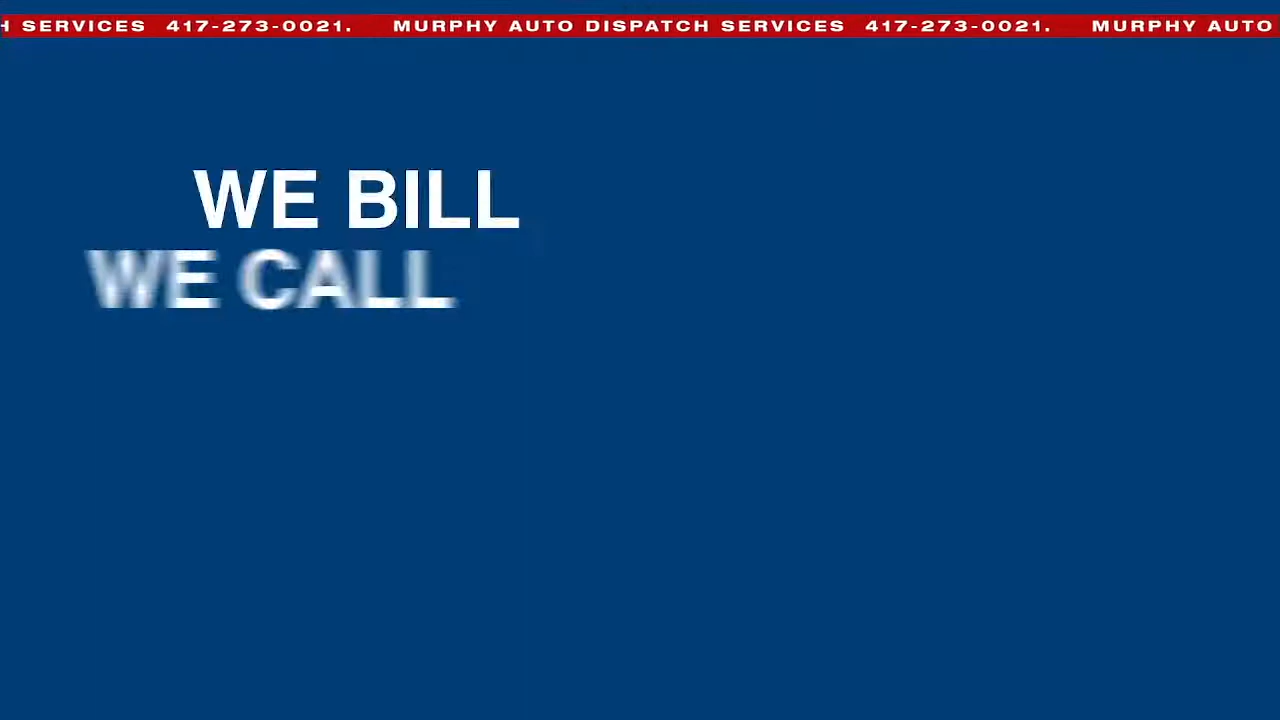 H SERVICES 417-273-0021. MURPHY AUTO DISPATCH SERVICES 417-273-0021. MURPHY AUTO
WE BILL
WE CALL